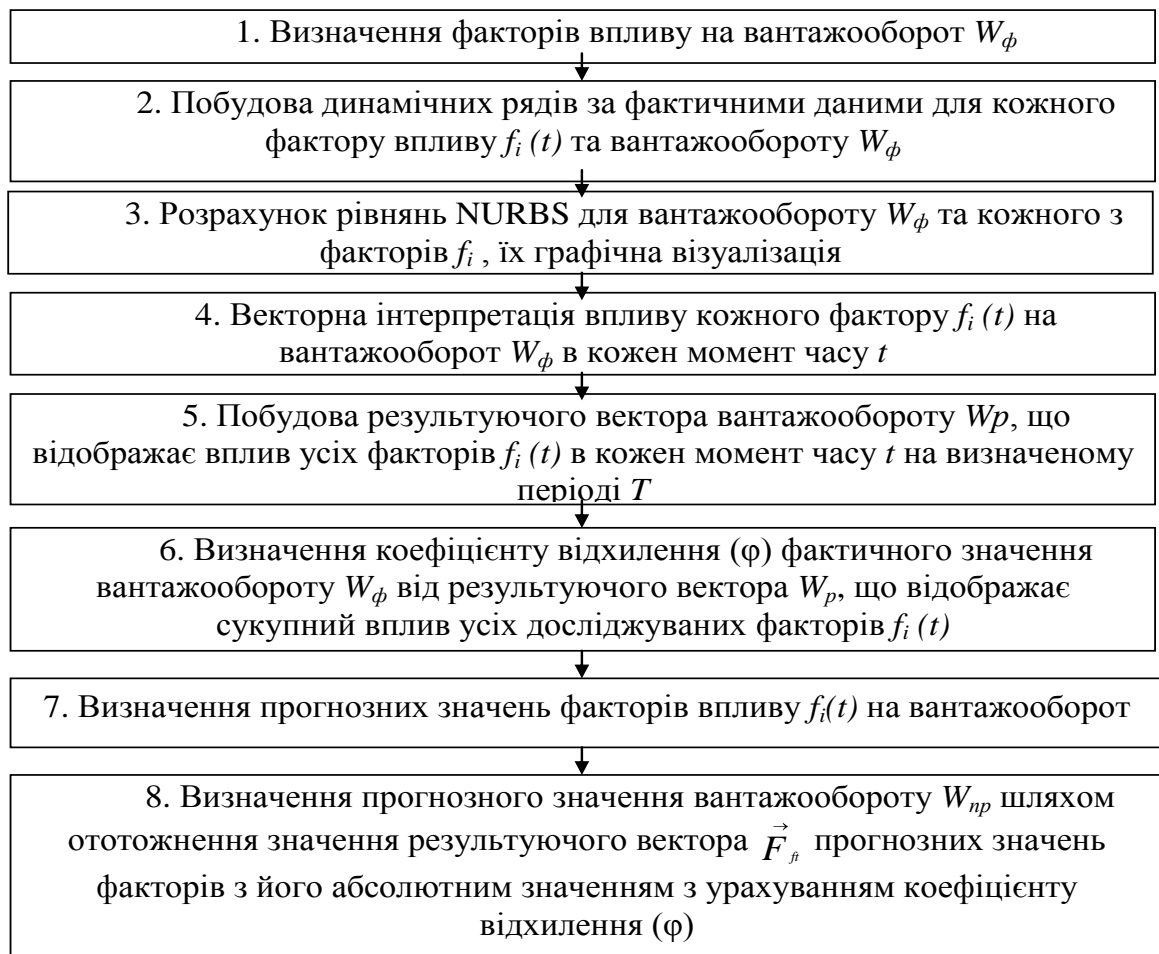 1. Визначення факторів впливу на вантажооборот Wф
2. Побудова динамічних рядів за фактичними даними для кожного
фактору впливу fi (t) та вантажообороту Wф
3. Розрахунок рівнянь NURBS для вантажообороту Wф та кожного з
факторів fi , їх графічна візуалізація
4. Векторна інтерпретація впливу кожного фактору fi (t) на
вантажооборот Wф в кожен момент часу t
5. Побудова результуючого вектора вантажообороту Wp, що
відображає вплив усіх факторів fi (t) в кожен момент часу t на визначеному
періоді T
6. Визначення коефіцієнту відхилення (φ) фактичного значення
вантажообороту Wф від результуючого вектора Wp, що відображає
сукупний вплив усіх досліджуваних факторів fi (t)
7. Визначення прогнозних значень факторів впливу fi(t) на вантажооборот
8. Визначення прогнозного значення вантажообороту Wпр шляхом
ототожнення значення результуючого вектора F⃗ft прогнозних значень
факторів з його абсолютним значенням з урахуванням коефіцієнту
відхилення (φ)